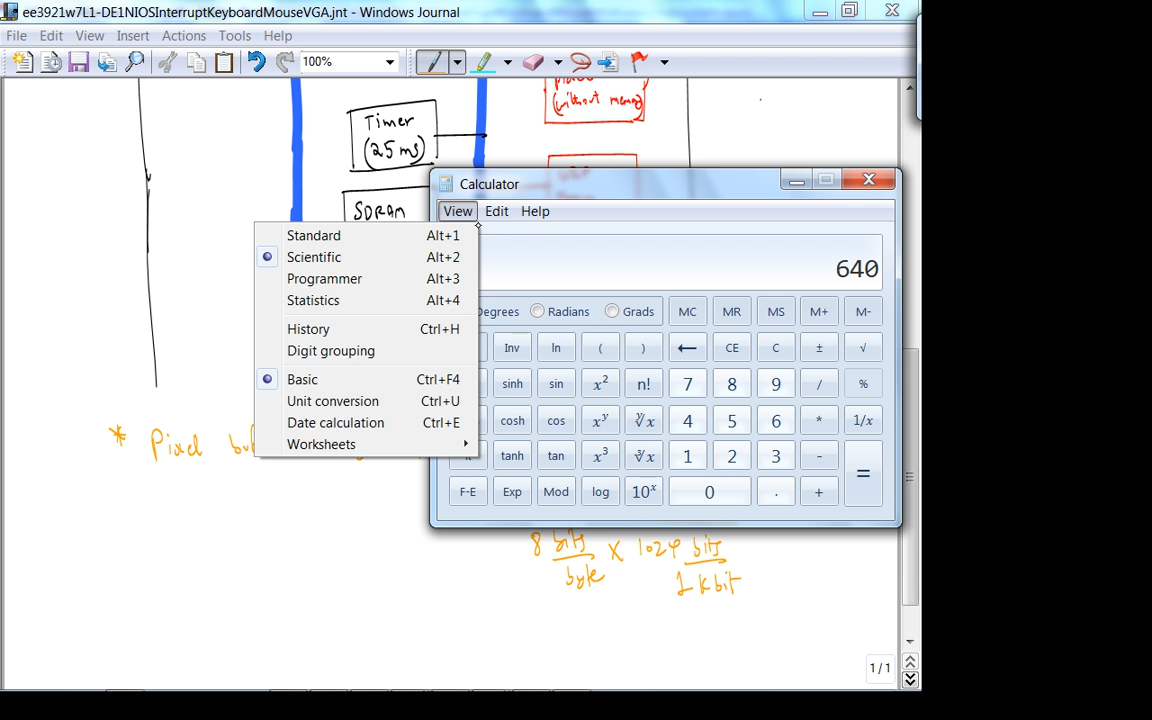 ee3921w7L1-DE1NIOSInterruptKeyboardMouseVGA.jnt - Windows Journal
File Edit View Insert Actions Tools Help
100%
(without memory)
Timer
(25 ms)
SDRAM
Calculator
View Edit Help
640
Standard Alt+1
Scientific Alt+2
Programmer Alt+3
Statistics Alt+4
History Ctrl+H
Digit grouping
Basic Ctrl+F4
Unit conversion Ctrl+U
Date calculation Ctrl+E
Worksheets
Degrees Radians Grads MC MR MS M+ M-
Inv ln ( ) ← CE C ± √
sinh sin x² n! 7 8 9 / %
cosh cos xʸ ʸ√x 4 5 6 * 1/x
tanh tan x³ ³√x 1 2 3 - =
F-E Exp Mod log 10ˣ 0 . +
* Pixel
8 bits/byte × 1024 bits/1 kbit
1 / 1